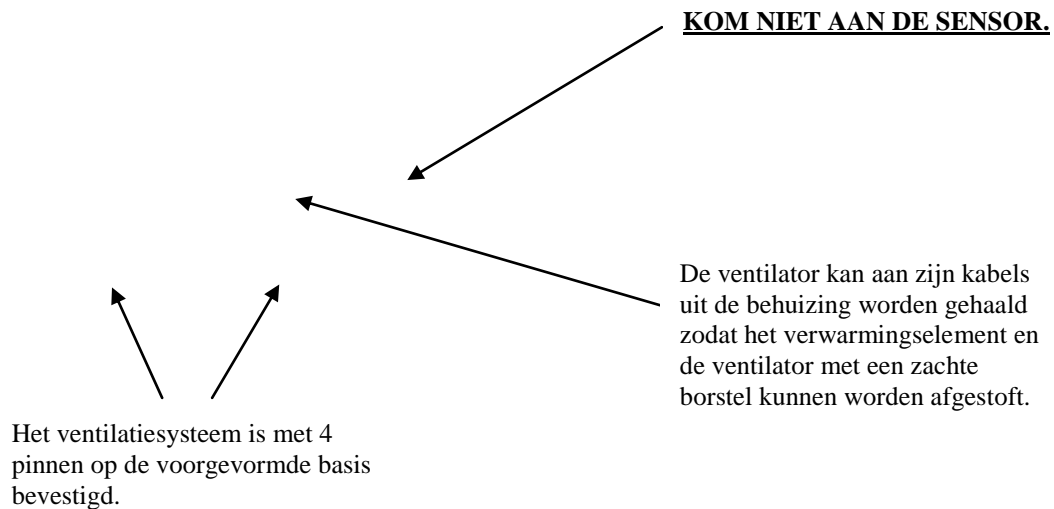 KOM NIET AAN DE SENSOR.
De ventilator kan aan zijn kabels
uit de behuizing worden gehaald
zodat het verwarmingselement en
de ventilator met een zachte
borstel kunnen worden afgestoft.
Het ventilatiesysteem is met 4
pinnen op de voorgevormde basis
bevestigd.